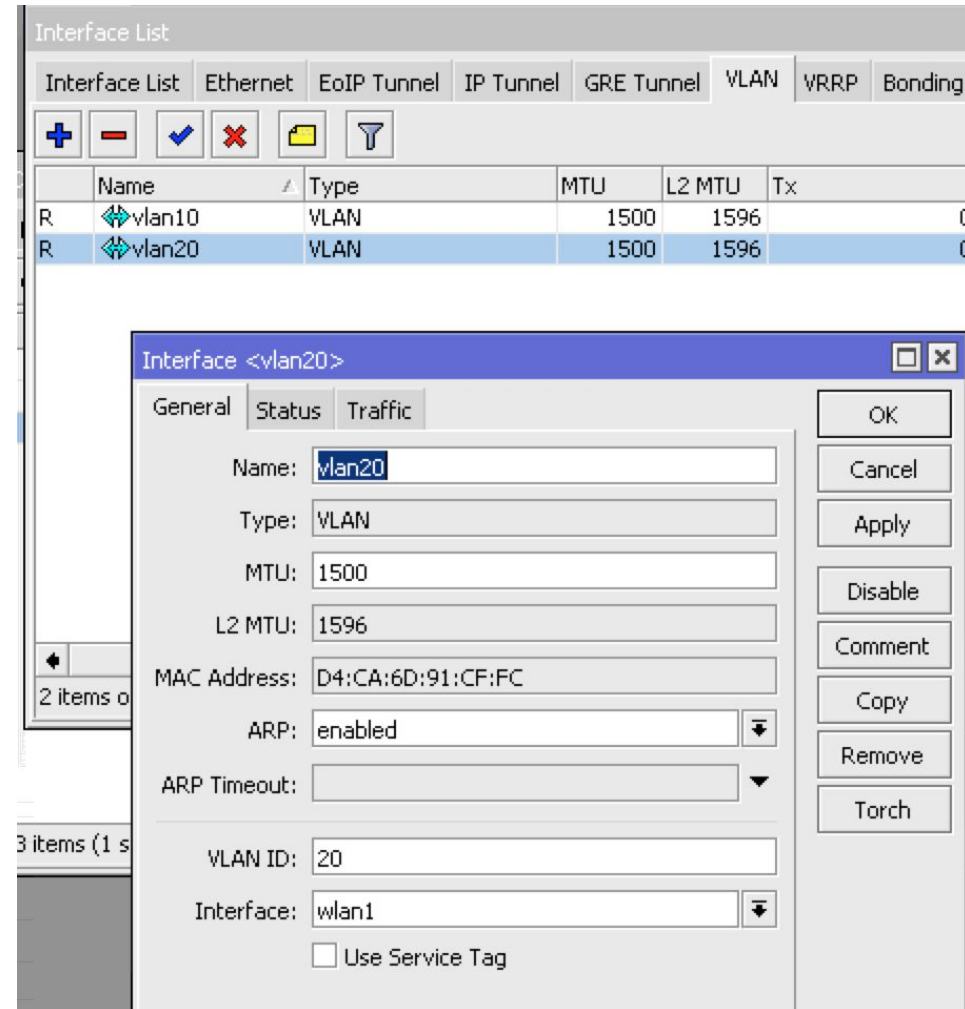 Interface List
Interface List Ethernet EoIP Tunnel IP Tunnel GRE Tunnel VLAN VRRP Bonding
Name Type MTU L2 MTU Tx
R vlan10 VLAN 1500 1596
R vlan20 VLAN 1500 1596
Interface <vlan20>
General Status Traffic
OK
Name: vlan20
Cancel
Type: VLAN
Apply
MTU: 1500
Disable
L2 MTU: 1596
Comment
MAC Address: D4:CA:6D:91:CF:FC
2 items o
Copy
ARP: enabled
Remove
ARP Timeout:
Torch
3 items (1 s
VLAN ID: 20
Interface: wlan1
Use Service Tag